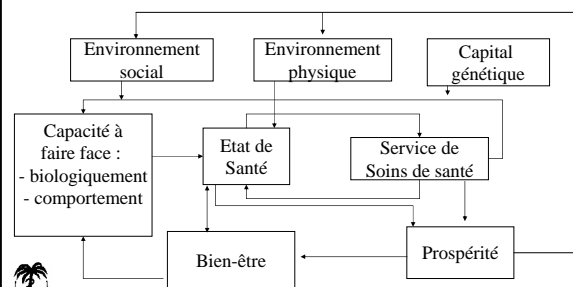 Environnement
social
Environnement
physique
Capital
génétique
Capacité à
faire face :
- biologiquement
- comportement
Etat de
Santé
Service de
Soins de santé
Bien-être
Prospérité